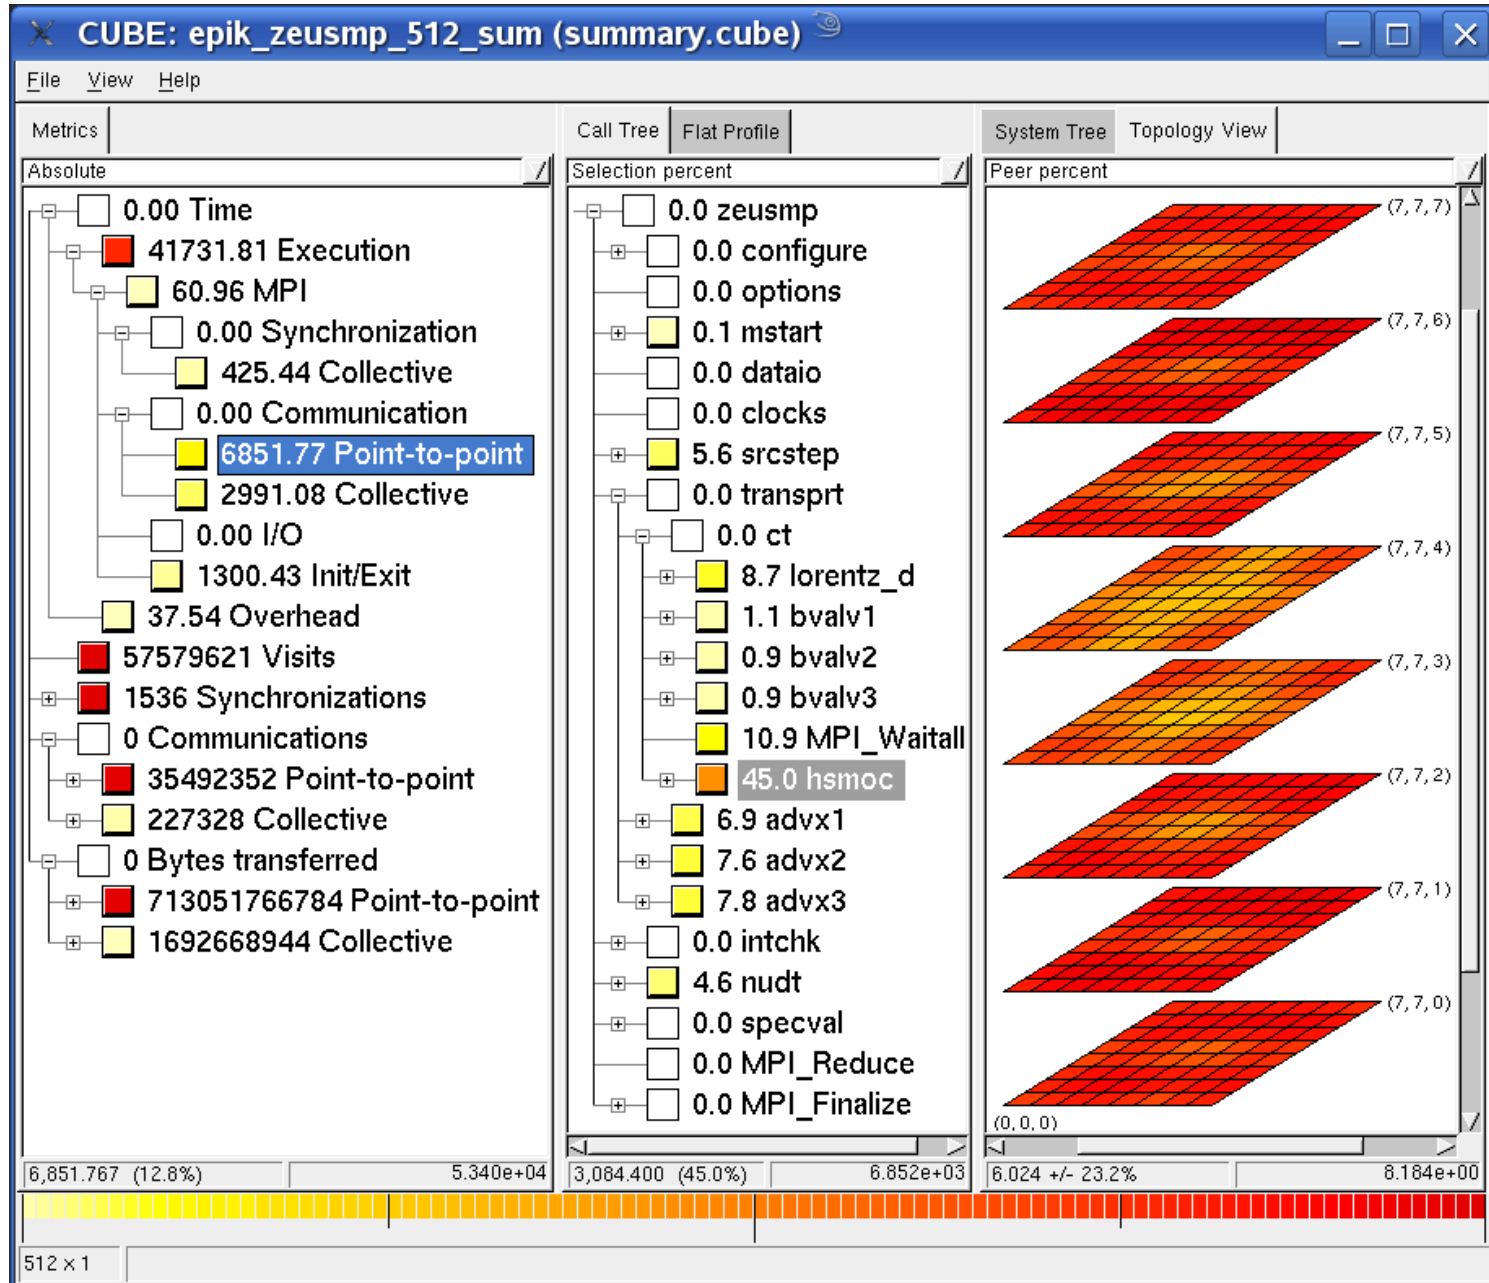 CUBE: epik_zeusmp_512_sum (summary.cube)
File View Help
Metrics
Absolute
0.00 Time
41731.81 Execution
60.96 MPI
0.00 Synchronization
425.44 Collective
0.00 Communication
6851.77 Point-to-point
2991.08 Collective
0.00 I/O
1300.43 Init/Exit
37.54 Overhead
57579621 Visits
1536 Synchronizations
0 Communications
35492352 Point-to-point
227328 Collective
0 Bytes transferred
713051766784 Point-to-point
1692668944 Collective
6,851.767 (12.8%) 5.340e+04
Call Tree Flat Profile
Selection percent
0.0 zeusmp
0.0 configure
0.0 options
0.1 mstart
0.0 dataio
0.0 clocks
5.6 srcstep
0.0 transprt
0.0 ct
8.7 lorentz_d
1.1 bvalv1
0.9 bvalv2
0.9 bvalv3
10.9 MPI_Waitall
45.0 hsmoc
6.9 advx1
7.6 advx2
7.8 advx3
0.0 intchk
4.6 nudt
0.0 specval
0.0 MPI_Reduce
0.0 MPI_Finalize
3,084.400 (45.0%) 6.852e+03
System Tree Topology View
Peer percent
(7,7,7)
(7,7,6)
(7,7,5)
(7,7,4)
(7,7,3)
(7,7,2)
(7,7,1)
(7,7,0)
(0,0,0)
6.024 +/- 23.2% 8.184e+00
512 x 1